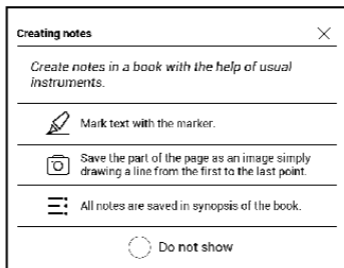 Creating notes
Create notes in a book with the help of usual
instruments.
Mark text with the marker.
Save the part of the page as an image simply
drawing a line from the first to the last point.
All notes are saved in synopsis of the book.
Do not show